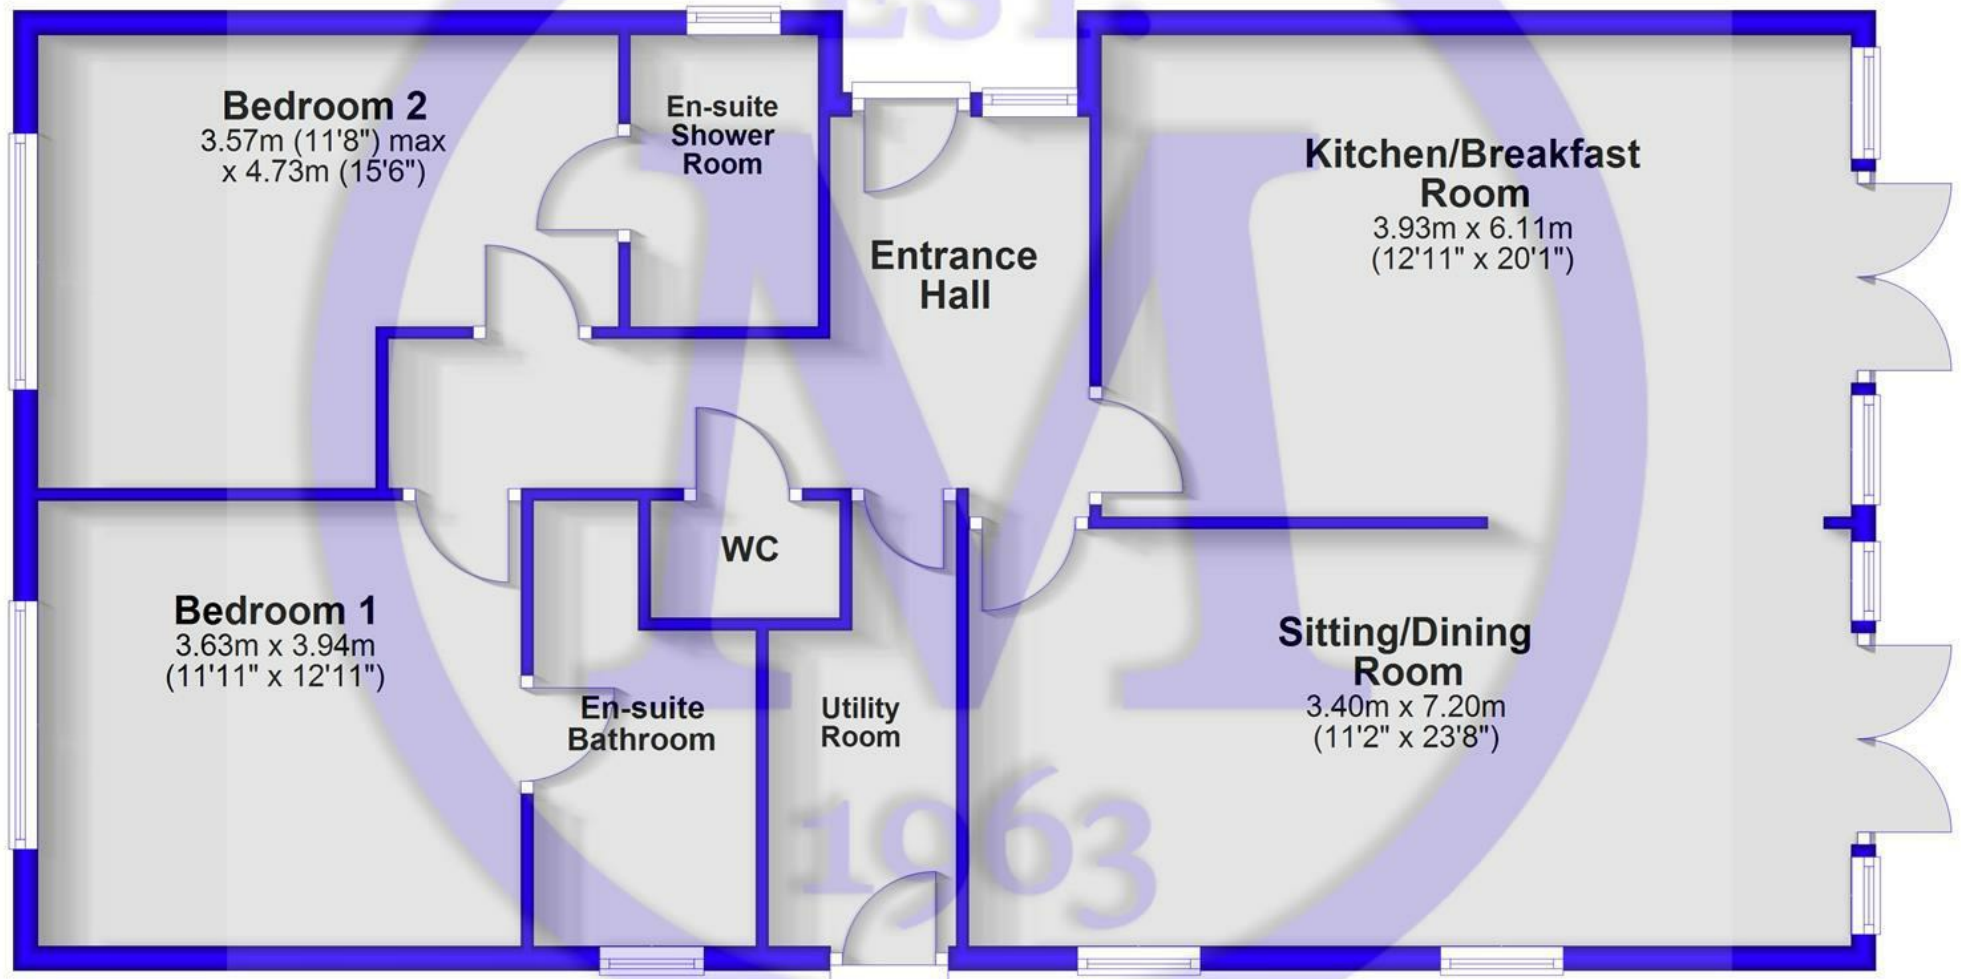 EST.
Bedroom 2
3.57m (11'8") max
x 4.73m (15'6")
En-suite
Shower
Room
Entrance
Hall
Kitchen/Breakfast
Room
3.93m x 6.11m
(12'11" x 20'1")
WC
Bedroom 1
3.63m x 3.94m
(11'11" x 12'11")
En-suite
Bathroom
Utility
Room
Sitting/Dining
Room
3.40m x 7.20m
(11'2" x 23'8")
M
1963